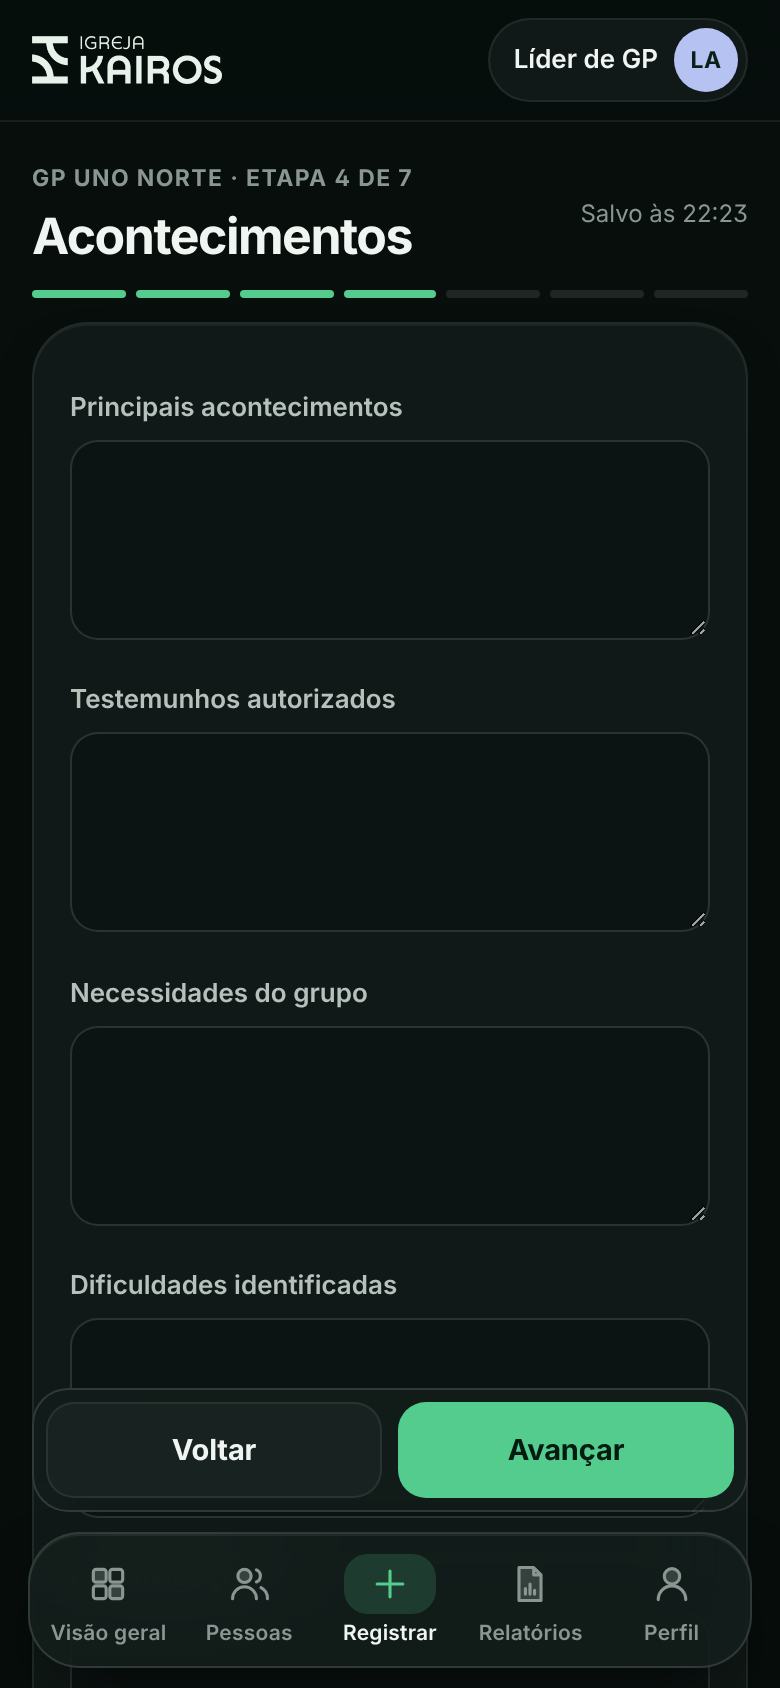 IGREJA
KAIROS
Líder de GP
LA
GP UNO NORTE · ETAPA 4 DE 7
Acontecimentos
Salvo às 22:23
Principais acontecimentos
Testemunhos autorizados
Necessidades do grupo
Dificuldades identificadas
Voltar
Avançar
Visão geral
Pessoas
Registrar
Relatórios
Perfil